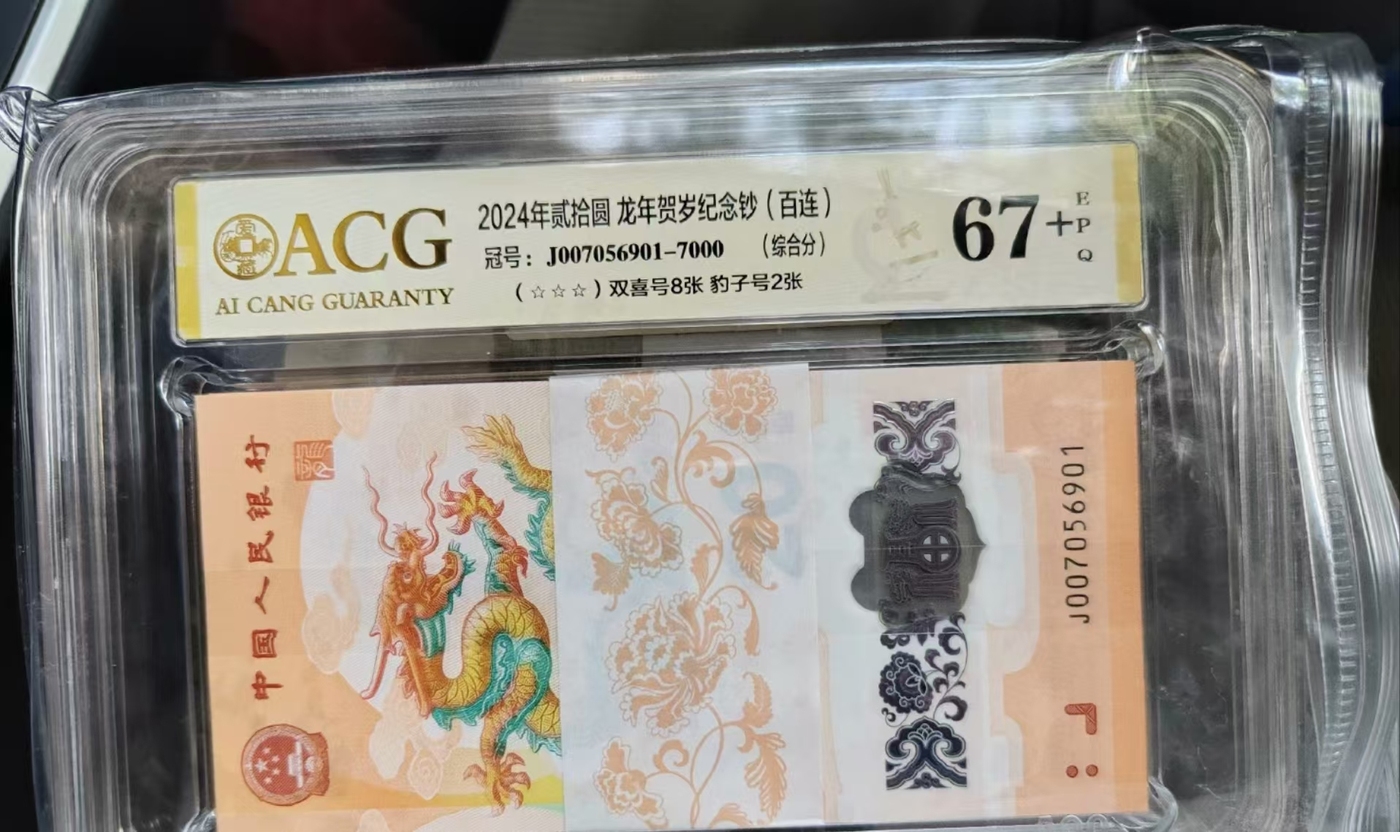 ACG
AI CANG GUARANTY
2024年贰拾圆 龙年贺岁纪念钞（百连）
冠号：J007056901-7000 （综合分）
（☆☆☆）双喜号8张 豹子号2张
67+
EPQ
中国人民银行
J007056901